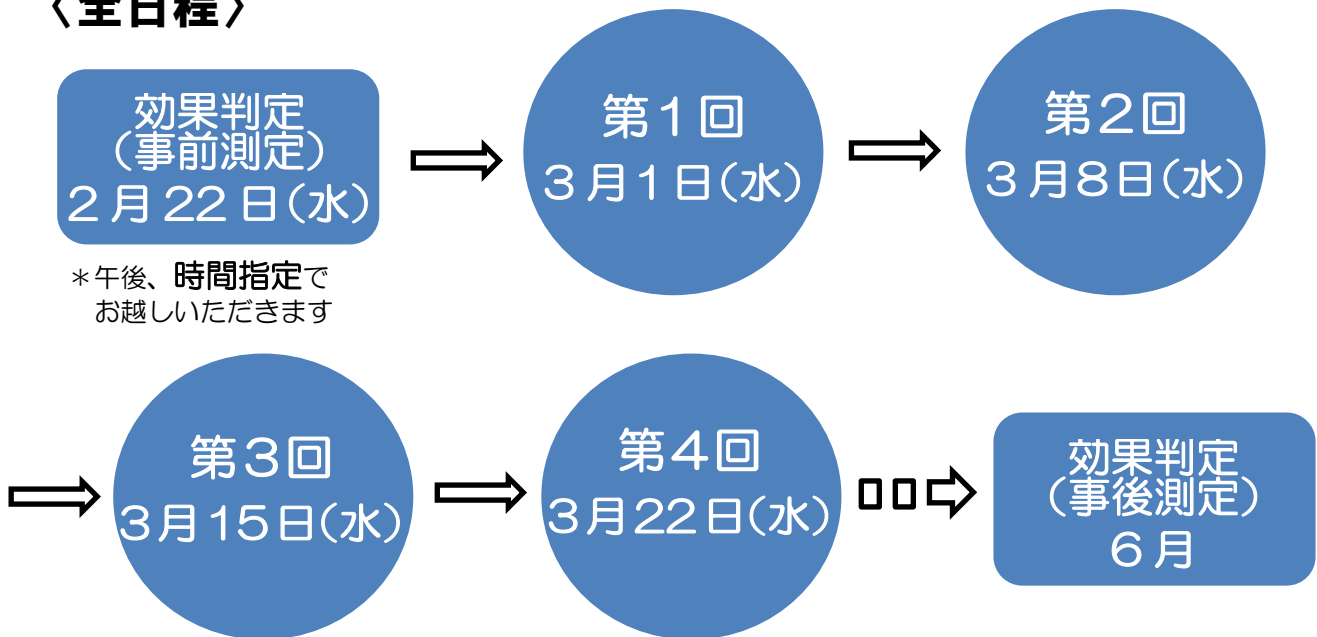 〈全日程〉
効果判定
（事前測定）
2月22日（水）
＊午後、時間指定で
お越しいただきます
第1回
3月1日（水）
第2回
3月8日（水）
第3回
3月15日（水）
第4回
3月22日（水）
効果判定
（事後測定）
6月